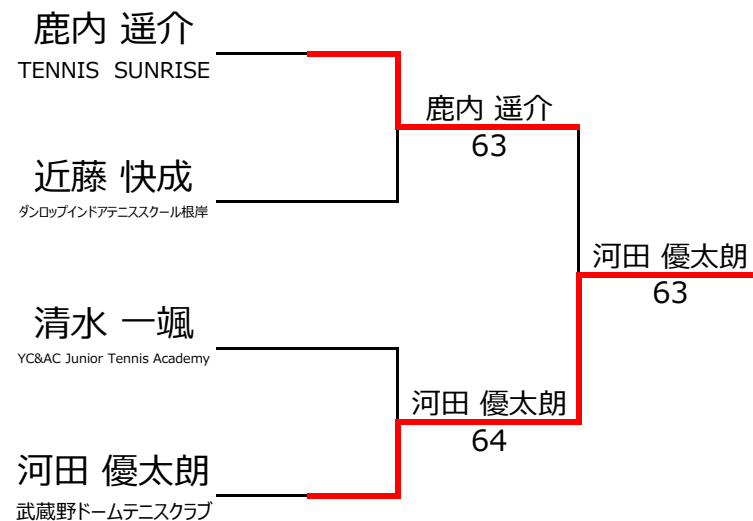 鹿内 遥介
TENNIS SUNRISE
鹿内 遥介
63
近藤 快成
ダンロップインドアテニススクール根岸
河田 優太朗
63
清水 一颯
YC&AC Junior Tennis Academy
河田 優太朗
64
河田 優太朗
武蔵野ドームテニスクラブ